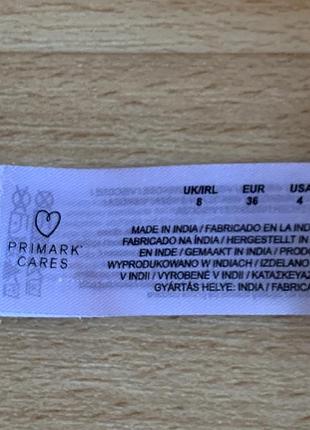 UK/IRL EUR USA
8 36 4
PRIMARK®
CARES
MADE IN INDIA / FABRICADO EN LA IND
FABRICADO NA ÍNDIA / HERGESTELLT IN
EN INDE / GEMAAKT IN INDIA / PRODO
WYPRODUKOWANO W INDIACH / IZDELANO
V INDII / VYROBENÉ V INDII / KATAZKEYAZ
GYÁRTÁS HELYE: INDIA / FABRICA